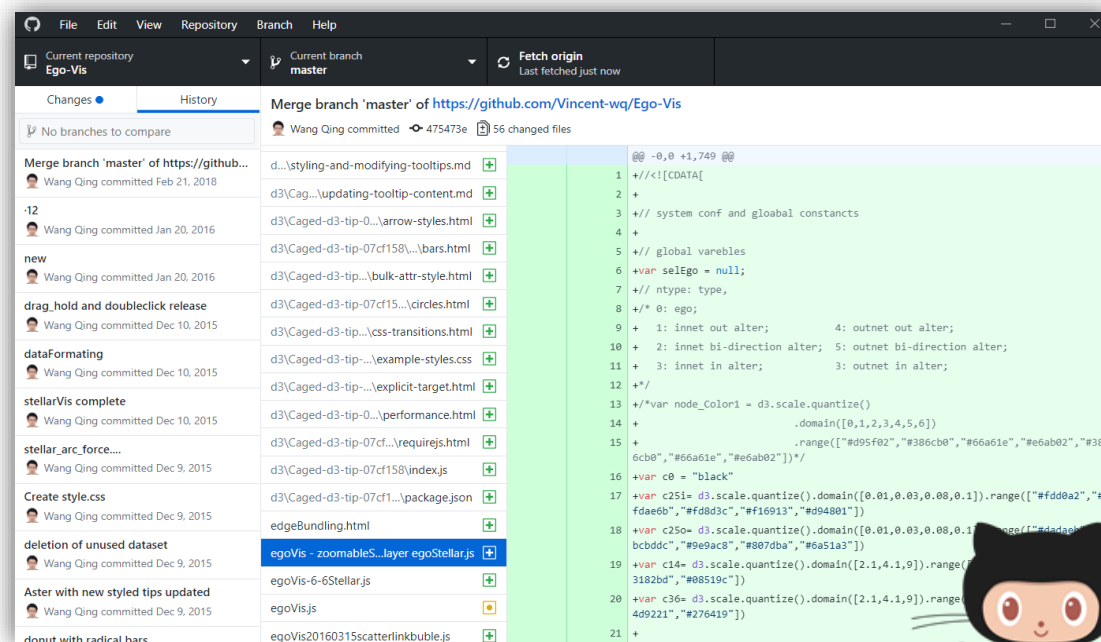 File Edit View Repository Branch Help
Current repository
Ego-Vis
Current branch
master
Fetch origin
Last fetched just now
Changes
History
No branches to compare
Merge branch 'master' of https://github...
Wang Qing committed Feb 21, 2018
·12
Wang Qing committed Jan 20, 2016
new
Wang Qing committed Jan 20, 2016
drag_hold and doubleclick release
Wang Qing committed Dec 10, 2015
dataFormating
Wang Qing committed Dec 10, 2015
stellarVis complete
Wang Qing committed Dec 10, 2015
stellar_arc_force....
Wang Qing committed Dec 9, 2015
Create style.css
Wang Qing committed Dec 9, 2015
deletion of unused dataset
Wang Qing committed Dec 9, 2015
Aster with new styled tips updated
Wang Qing committed Dec 9, 2015
donut with radical bars
Merge branch 'master' of https://github.com/Vincent-wq/Ego-Vis
Wang Qing committed 475473e 56 changed files
d...\styling-and-modifying-tooltips.md
d3\Cag...\updating-tooltip-content.md
d3\Caged-d3-tip-0...\arrow-styles.html
d3\Caged-d3-tip-07cf158\...\bars.html
d3\Caged-d3-tip...\bulk-attr-style.html
d3\Caged-d3-tip-07cf15...\circles.html
d3\Caged-d3-tip...\css-transitions.html
d3\Caged-d3-tip-...\example-styles.css
d3\Caged-d3-tip-...\explicit-target.html
d3\Caged-d3-tip-0...\performance.html
d3\Caged-d3-tip-07cf...\requirejs.html
d3\Caged-d3-tip-07cf158\index.js
d3\Caged-d3-tip-07cf1...\package.json
edgeBundling.html
egoVis - zoomableS...layer egoStellar.js
egoVis-6-6Stellar.js
egoVis.js
egoVis20160315scatterlinkbuble.js
@@ -0,0 +1,749 @@
1 +//<![CDATA[
2 +
3 +// system conf and gloabal constancts
4 +
5 +// global varebles
6 +var selEgo = null;
7 +// ntype: type,
8 +/* 0: ego;
9 + 1: innet out alter; 4: outnet out alter;
10 + 2: innet bi-direction alter; 5: outnet bi-direction alter;
11 + 3: innet in alter; 3: outnet in alter;
12 +*/
13 +/*var node_Color1 = d3.scale.quantize()
14 + .domain([0,1,2,3,4,5,6])
15 + .range(["#d95f02","#386cb0","#66a61e","#e6ab02","#38
6cb0","#66a61e","#e6ab02"])*/
16 +var c0 = "black"
17 +var c25i= d3.scale.quantize().domain([0.01,0.03,0.08,0.1]).range(["#fdd0a2","#
fdae6b","#fd8d3c","#f16913","#d94801"])
18 +var c25o= d3.scale.quantize().domain([0.01,0.03,0.08,0.1
bcbddc","#9e9ac8","#807dba","#6a51a3"])
19 +var c14= d3.scale.quantize().domain([2.1,4.1,9]).range(
3182bd","#08519c"])
20 +var c36= d3.scale.quantize().domain([2.1,4.1,9]).range(
4d9221","#276419"])
21 +